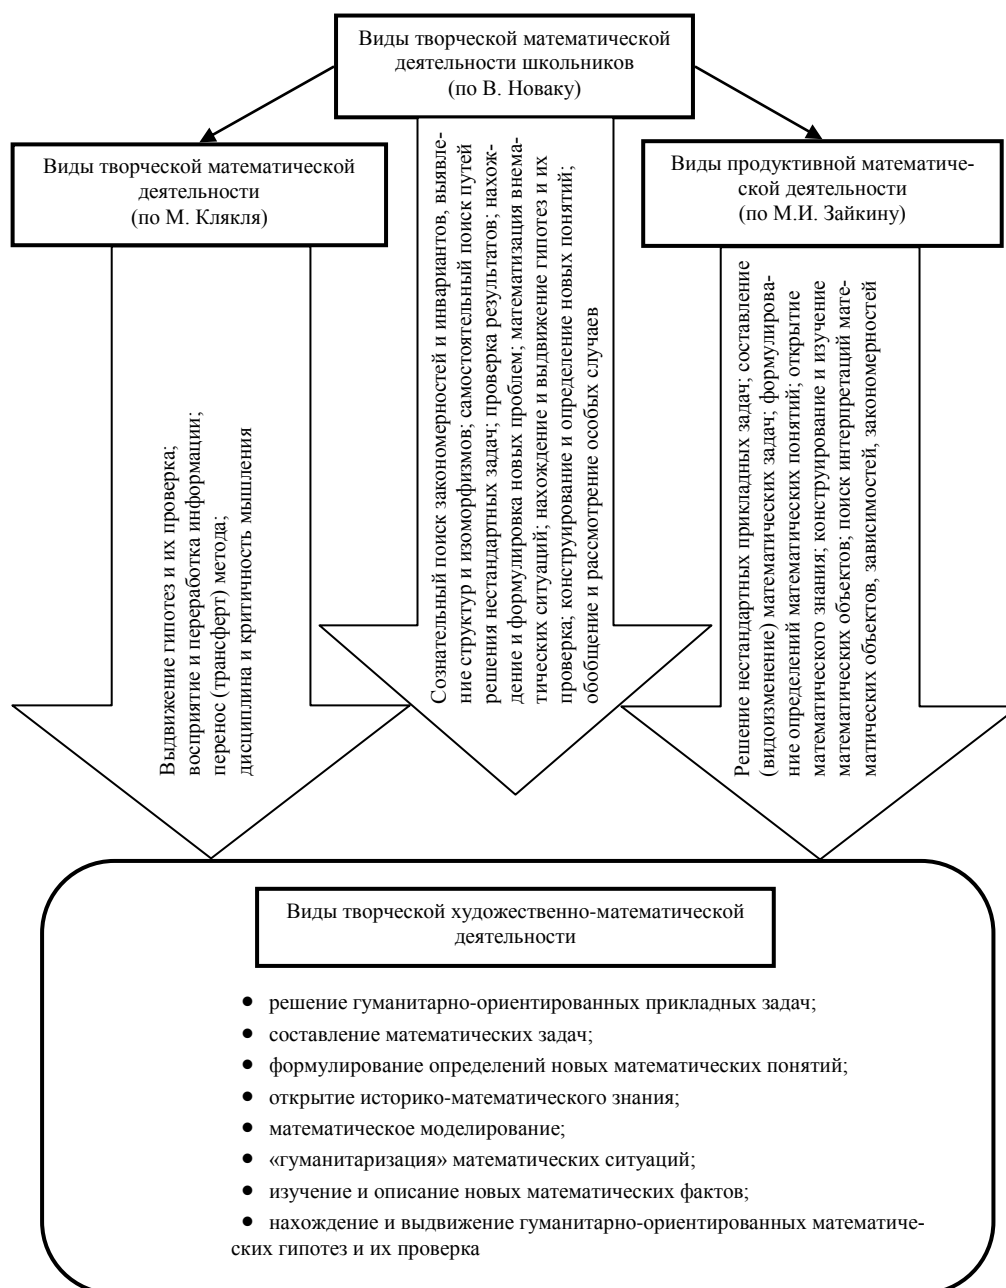 Виды творческой математической
деятельности школьников
(по В. Новаку)
Виды творческой математической
деятельности
(по М. Клякля)
Виды продуктивной математиче-
ской деятельности
(по М.И. Зайкину)
Выдвижение гипотез и их проверка;
восприятие и переработка информации;
перенос (трансферт) метода;
дисциплина и критичность мышления
Сознательный поиск закономерностей и инвариантов, выявле-
ние структур и изоморфизмов; самостоятельный поиск путей
решения нестандартных задач; проверка результатов; нахож-
дение и формулировка новых проблем; математизация внема-
тических ситуаций; нахождение и выдвижение гипотез и их
проверка; конструирование и определение новых понятий;
обобщение и рассмотрение особых случаев
Решение нестандартных прикладных задач; составление
(видоизменение) математических задач; формулирова-
ние определений математических понятий; открытие
математического знания; конструирование и изучение
математических объектов; поиск интерпретаций мате-
матических объектов, зависимостей, закономерностей
Виды творческой художественно-математической
деятельности
• решение гуманитарно-ориентированных прикладных задач;
• составление математических задач;
• формулирование определений новых математических понятий;
• открытие историко-математического знания;
• математическое моделирование;
• «гуманитаризация» математических ситуаций;
• изучение и описание новых математических фактов;
• нахождение и выдвижение гуманитарно-ориентированных математиче-
ских гипотез и их проверка